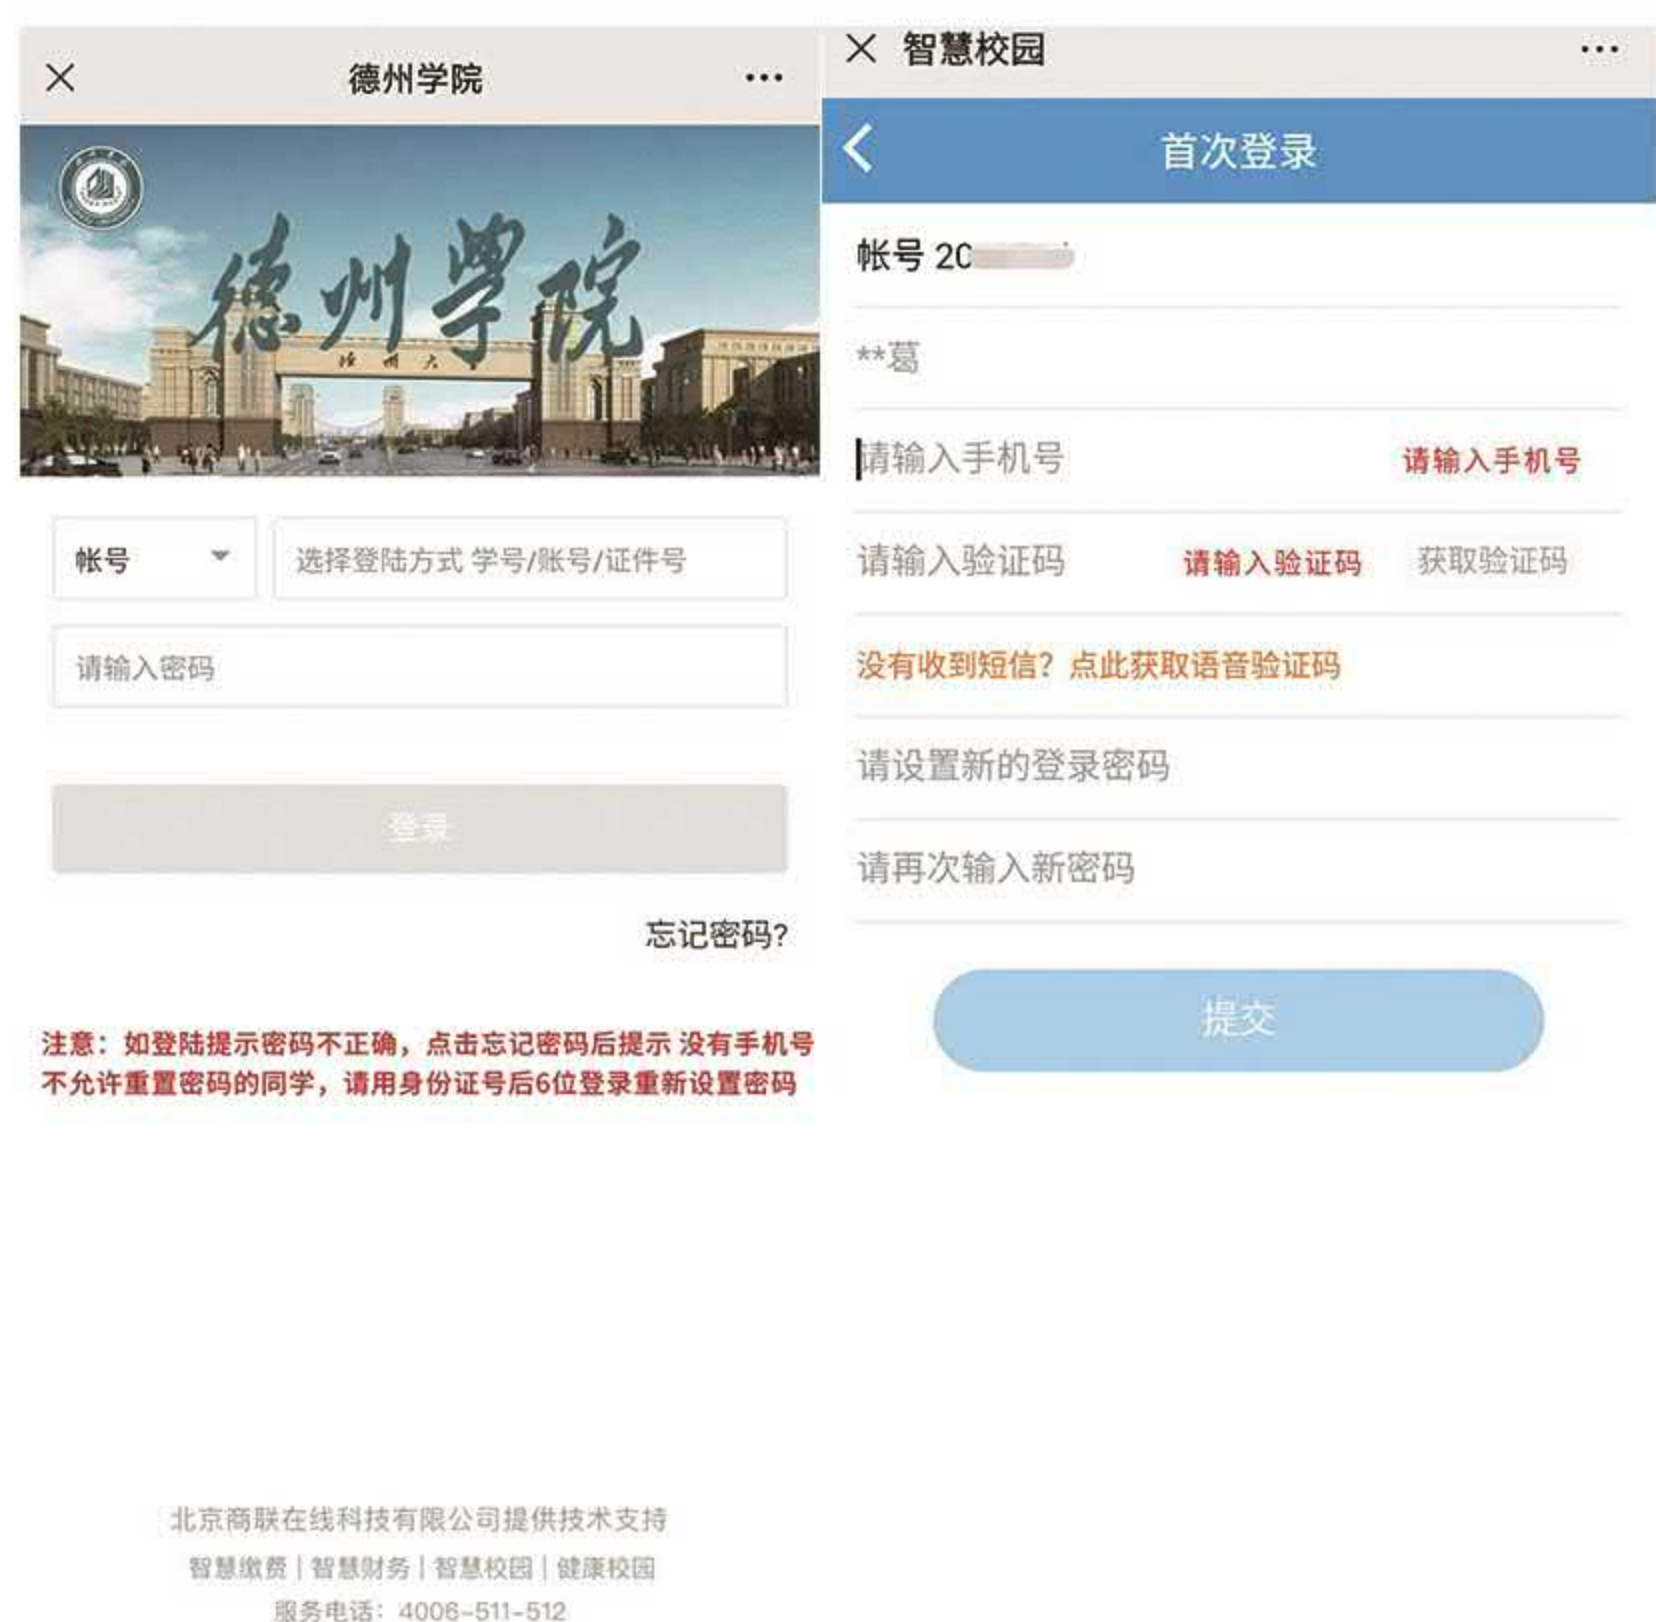 德州学院
德州学院
帐号
选择登陆方式 学号/账号/证件号
请输入密码
登录
忘记密码?
注意：如登陆提示密码不正确，点击忘记密码后提示 没有手机号
不允许重置密码的同学，请用身份证号后6位登录重新设置密码
北京商联在线科技有限公司提供技术支持
智慧缴费 | 智慧财务 | 智慧校园 | 健康校园
服务电话：4006-511-512
智慧校园
首次登录
帐号 20
**葛
请输入手机号 请输入手机号
请输入验证码 请输入验证码 获取验证码
没有收到短信？点此获取语音验证码
请设置新的登录密码
请再次输入新密码
提交